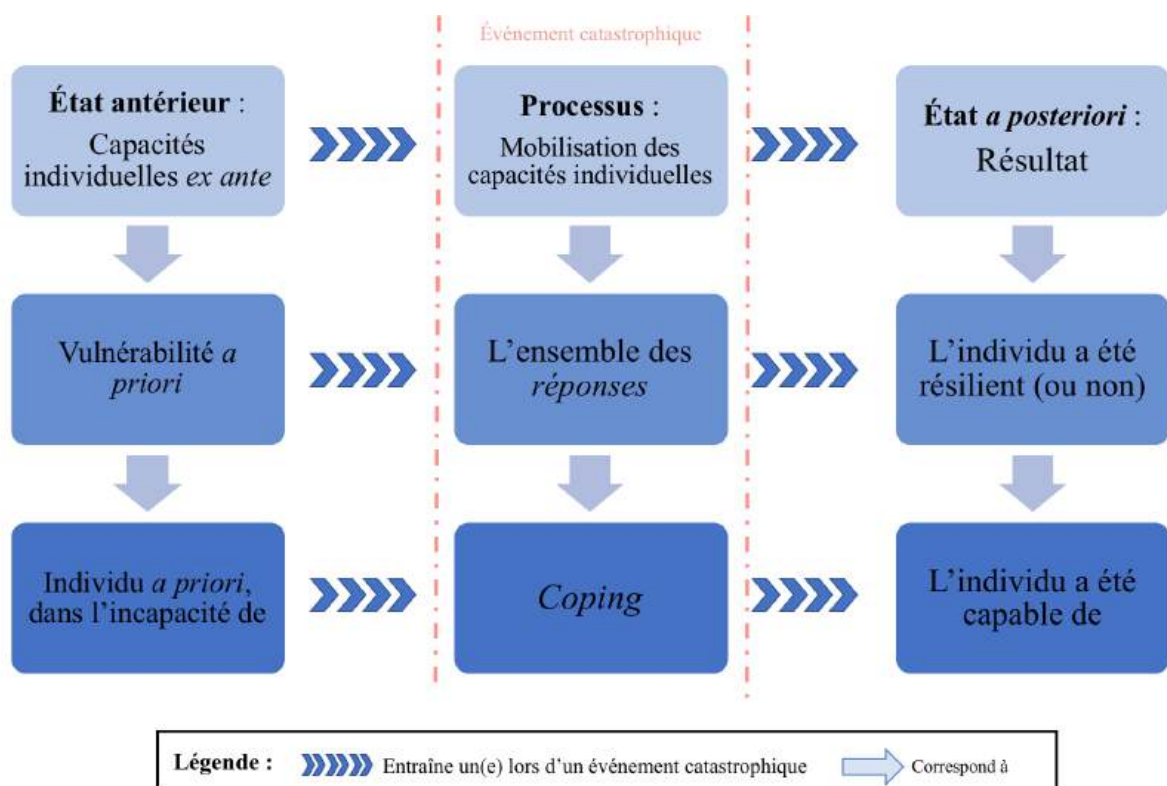 Événement catastrophique
État antérieur :
Capacités
individuelles ex ante
Processus :
Mobilisation des
capacités individuelles
État a posteriori :
Résultat
Vulnérabilité a
priori
L’ensemble des
réponses
L’individu a été
résilient (ou non)
Individu a priori,
dans l’incapacité de
Coping
L’individu a été
capable de
Légende :
Entraîne un(e) lors d’un événement catastrophique
Correspond à